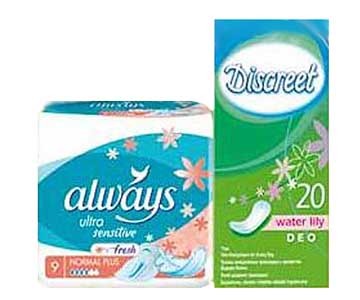 always
ultra
sensitive
fresh
9 NORMAL PLUS
Discreet
20
water lily
DEO